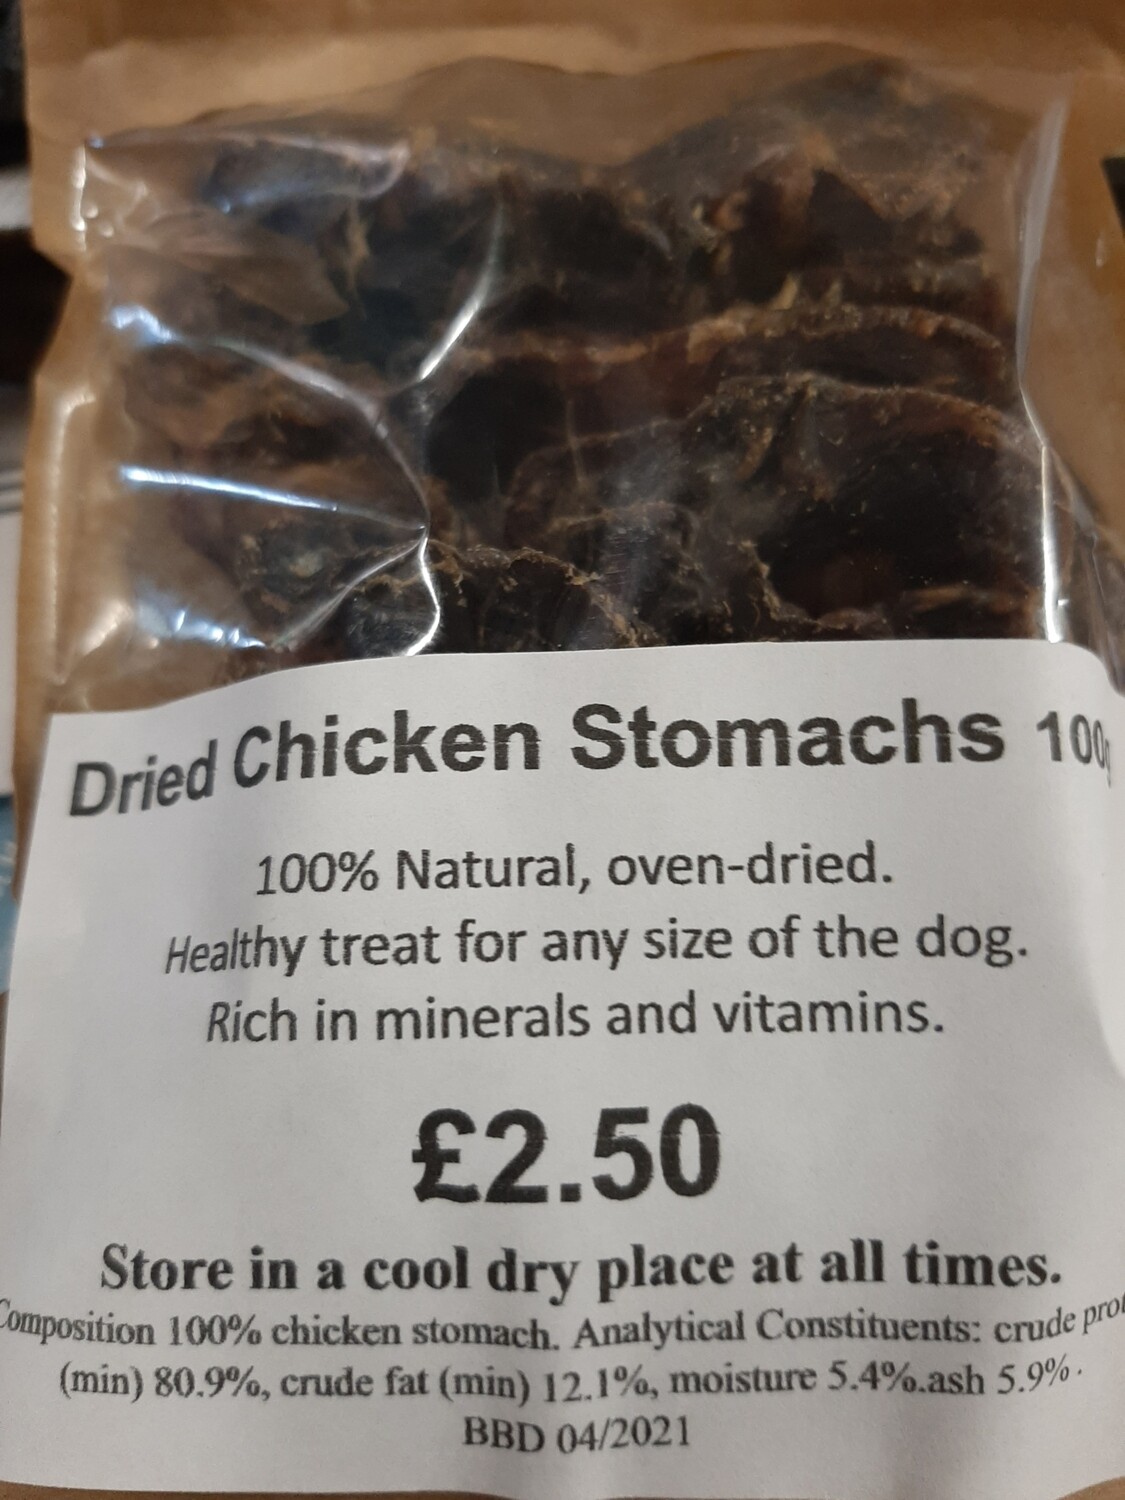 Dried Chicken Stomachs 100g
100% Natural, oven-dried.
Healthy treat for any size of the dog.
Rich in minerals and vitamins.
£2.50
Store in a cool dry place at all times.
Composition 100% chicken stomach. Analytical Constituents: crude
(min) 80.9%, crude fat (min) 12.1%, moisture 5.4%.ash 5.9%.
BBD 04/2021